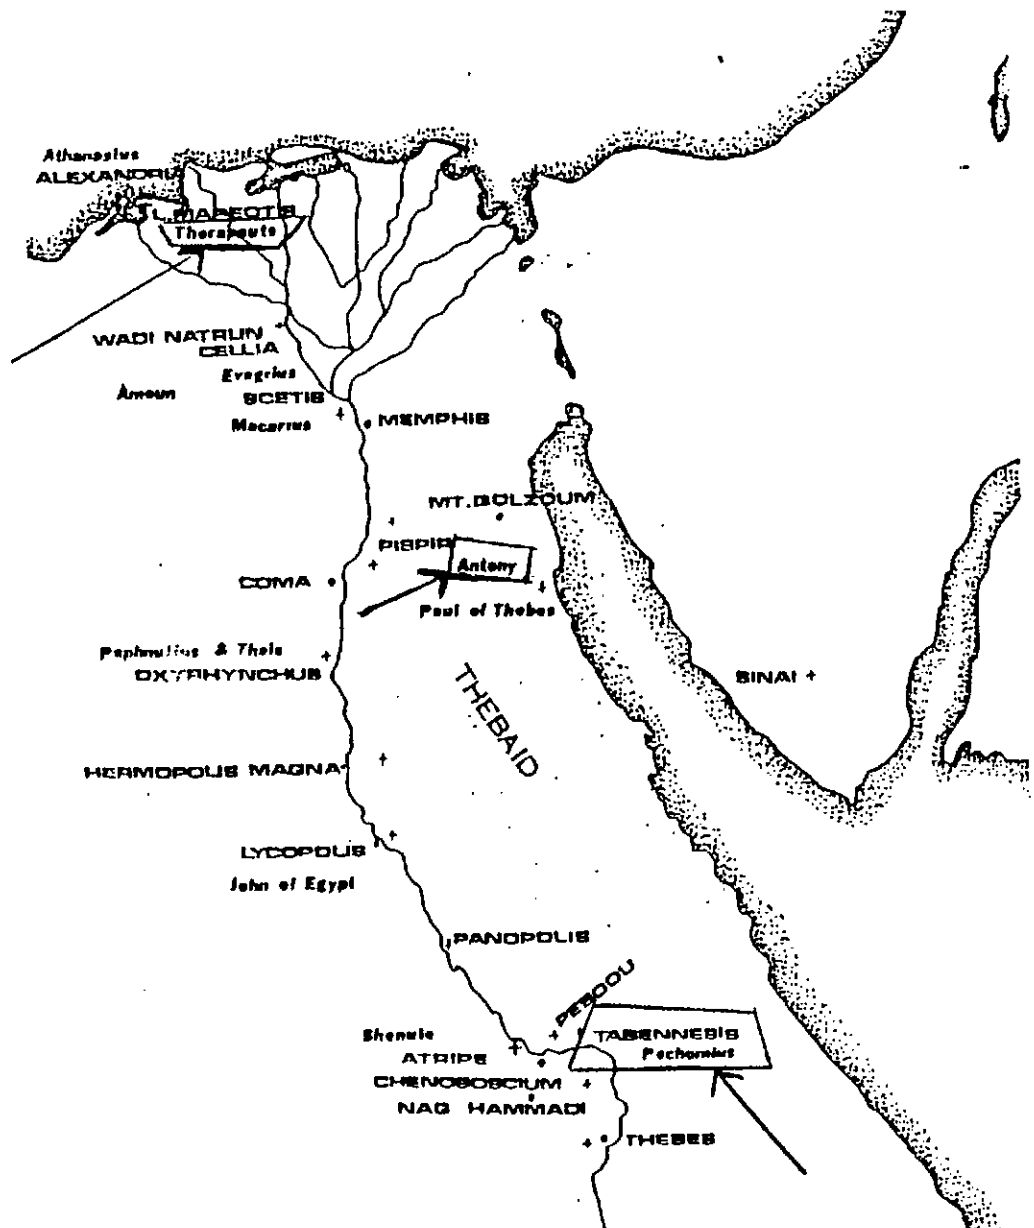 Athanasius
ALEXANDRIA
L. MAREOTIS
Therapeuts
WADI NATRUN
CELLIA
Evagrius
Amoun
SCETIS
Macarius
MEMPHIS
MT. GOLZOUM
PISPIR
Antony
COMA
Paul of Thebes
Paphnutius & Thais
OXYRHYNCHUS
SINAI
THEBAID
HERMOPOLIS MAGNA
LYCOPOLIS
John of Egypt
PANOPOLIS
PEBOOU
Shenute
TABENNESIS
ATRIPE
Pachomius
CHENOBOSCIUM
NAG HAMMADI
THEBES